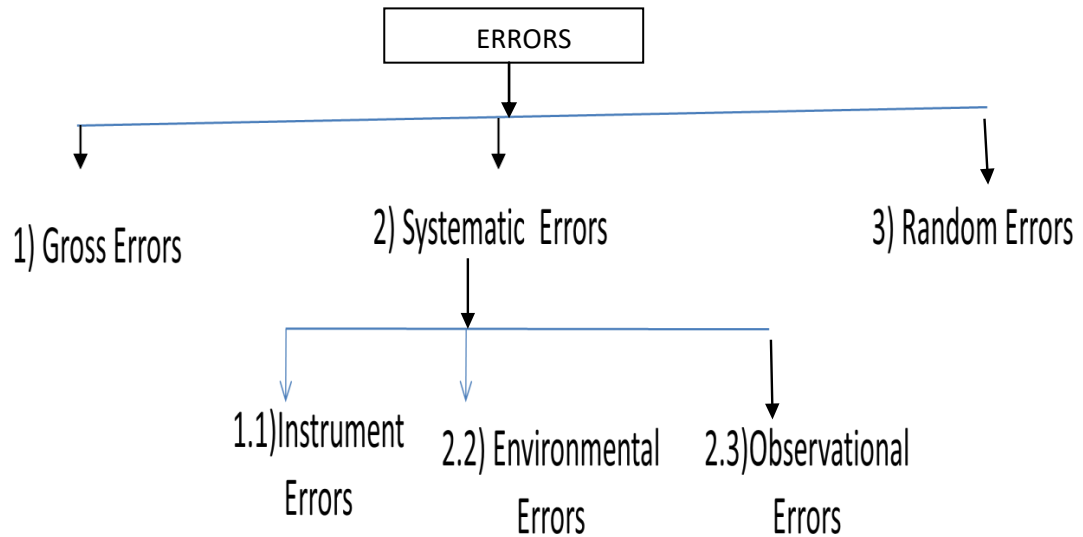 ERRORS
1) Gross Errors
2) Systematic Errors
3) Random Errors
1.1)Instrument
Errors
2.2) Environmental
Errors
2.3)Observational
Errors